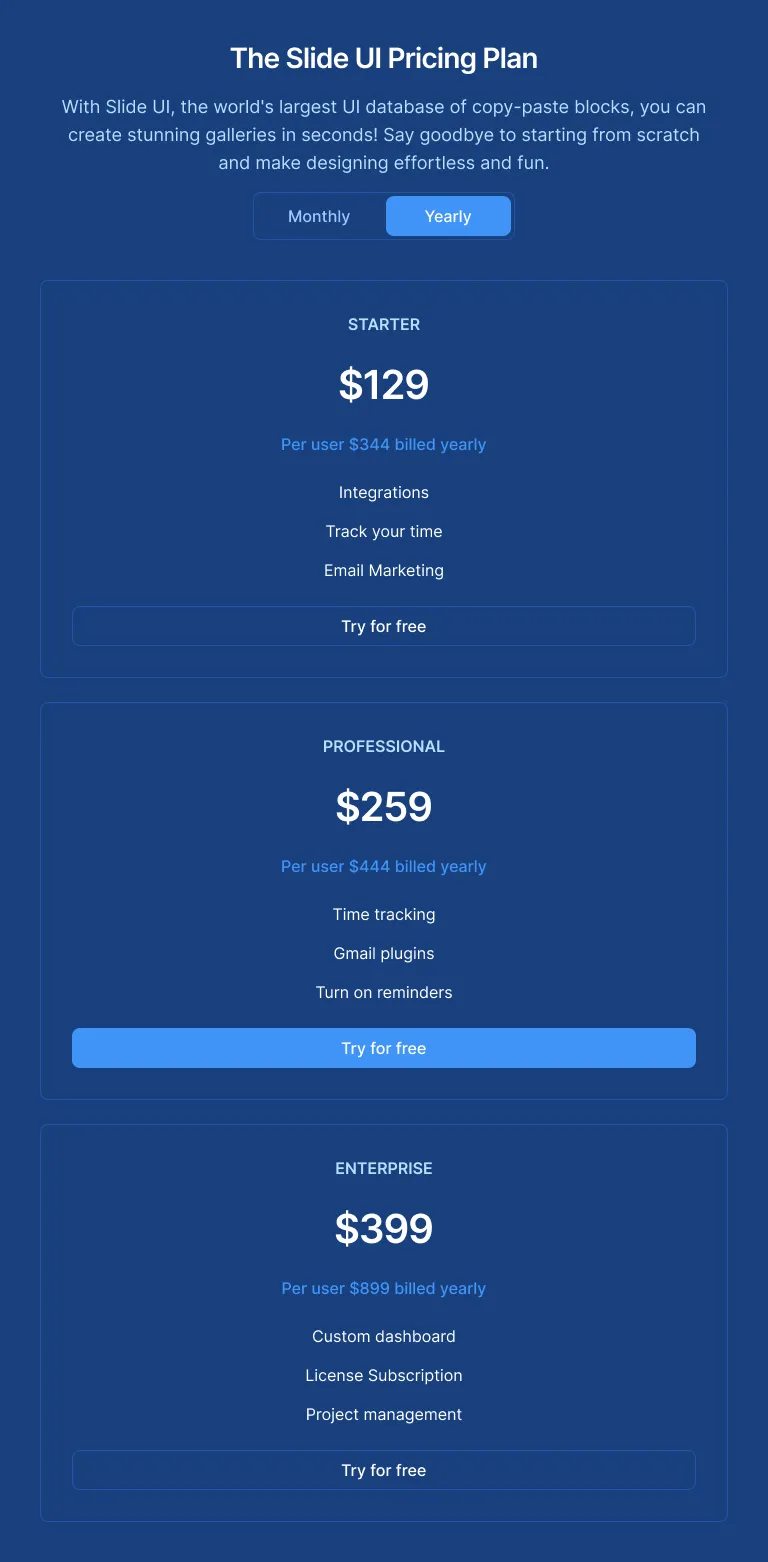 The Slide UI Pricing Plan
With Slide UI, the world's largest UI database of copy-paste blocks, you can
create stunning galleries in seconds! Say goodbye to starting from scratch
and make designing effortless and fun.
Monthly Yearly
STARTER
$129
Per user $344 billed yearly
Integrations
Track your time
Email Marketing
Try for free
PROFESSIONAL
$259
Per user $444 billed yearly
Time tracking
Gmail plugins
Turn on reminders
Try for free
ENTERPRISE
$399
Per user $899 billed yearly
Custom dashboard
License Subscription
Project management
Try for free